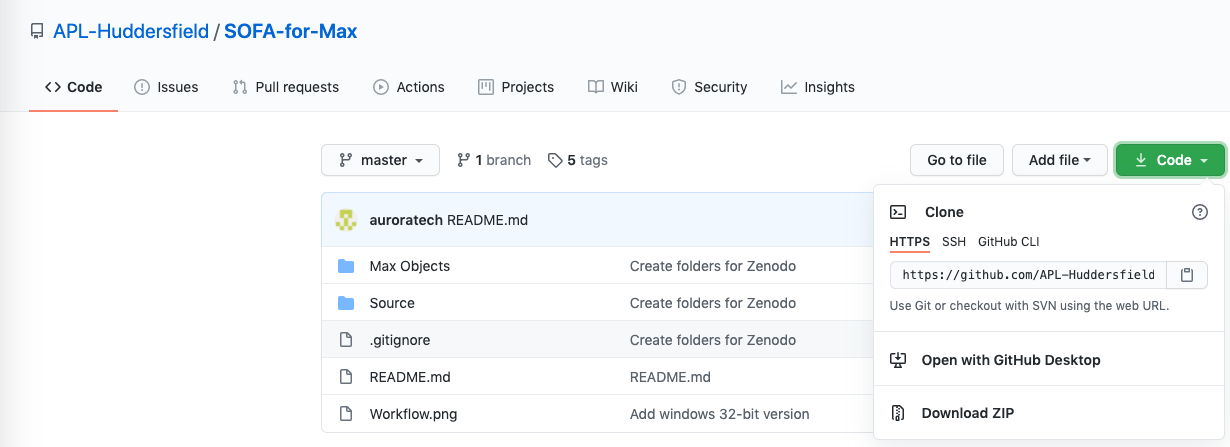 APL-Huddersfield / SOFA-for-Max
Code Issues Pull requests Actions Projects Wiki Security Insights
master 1 branch 5 tags Go to file Add file Code
auroratech README.md
Max Objects Create folders for Zenodo
Source Create folders for Zenodo
.gitignore Create folders for Zenodo
README.md README.md
Workflow.png Add windows 32-bit version
Clone
HTTPS SSH GitHub CLI
https://github.com/APL-Huddersfield
Use Git or checkout with SVN using the web URL.
Open with GitHub Desktop
Download ZIP